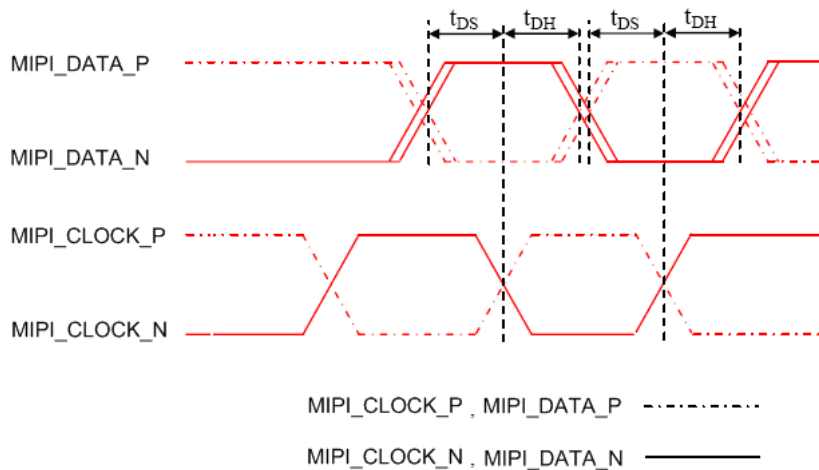 tDS tDH tDS tDH
MIPI_DATA_P
MIPI_DATA_N
MIPI_CLOCK_P
MIPI_CLOCK_N
MIPI_CLOCK_P , MIPI_DATA_P
MIPI_CLOCK_N , MIPI_DATA_N